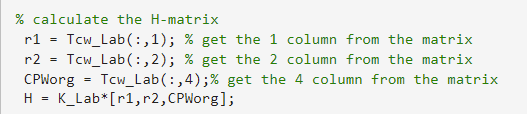 % calculate the H-matrix
r1 = Tcw_Lab(:,1); % get the 1 column from the matrix
r2 = Tcw_Lab(:,2); % get the 2 column from the matrix
CPWorg = Tcw_Lab(:,4);% get the 4 column from the matrix
H = K_Lab*[r1,r2,CPWorg];